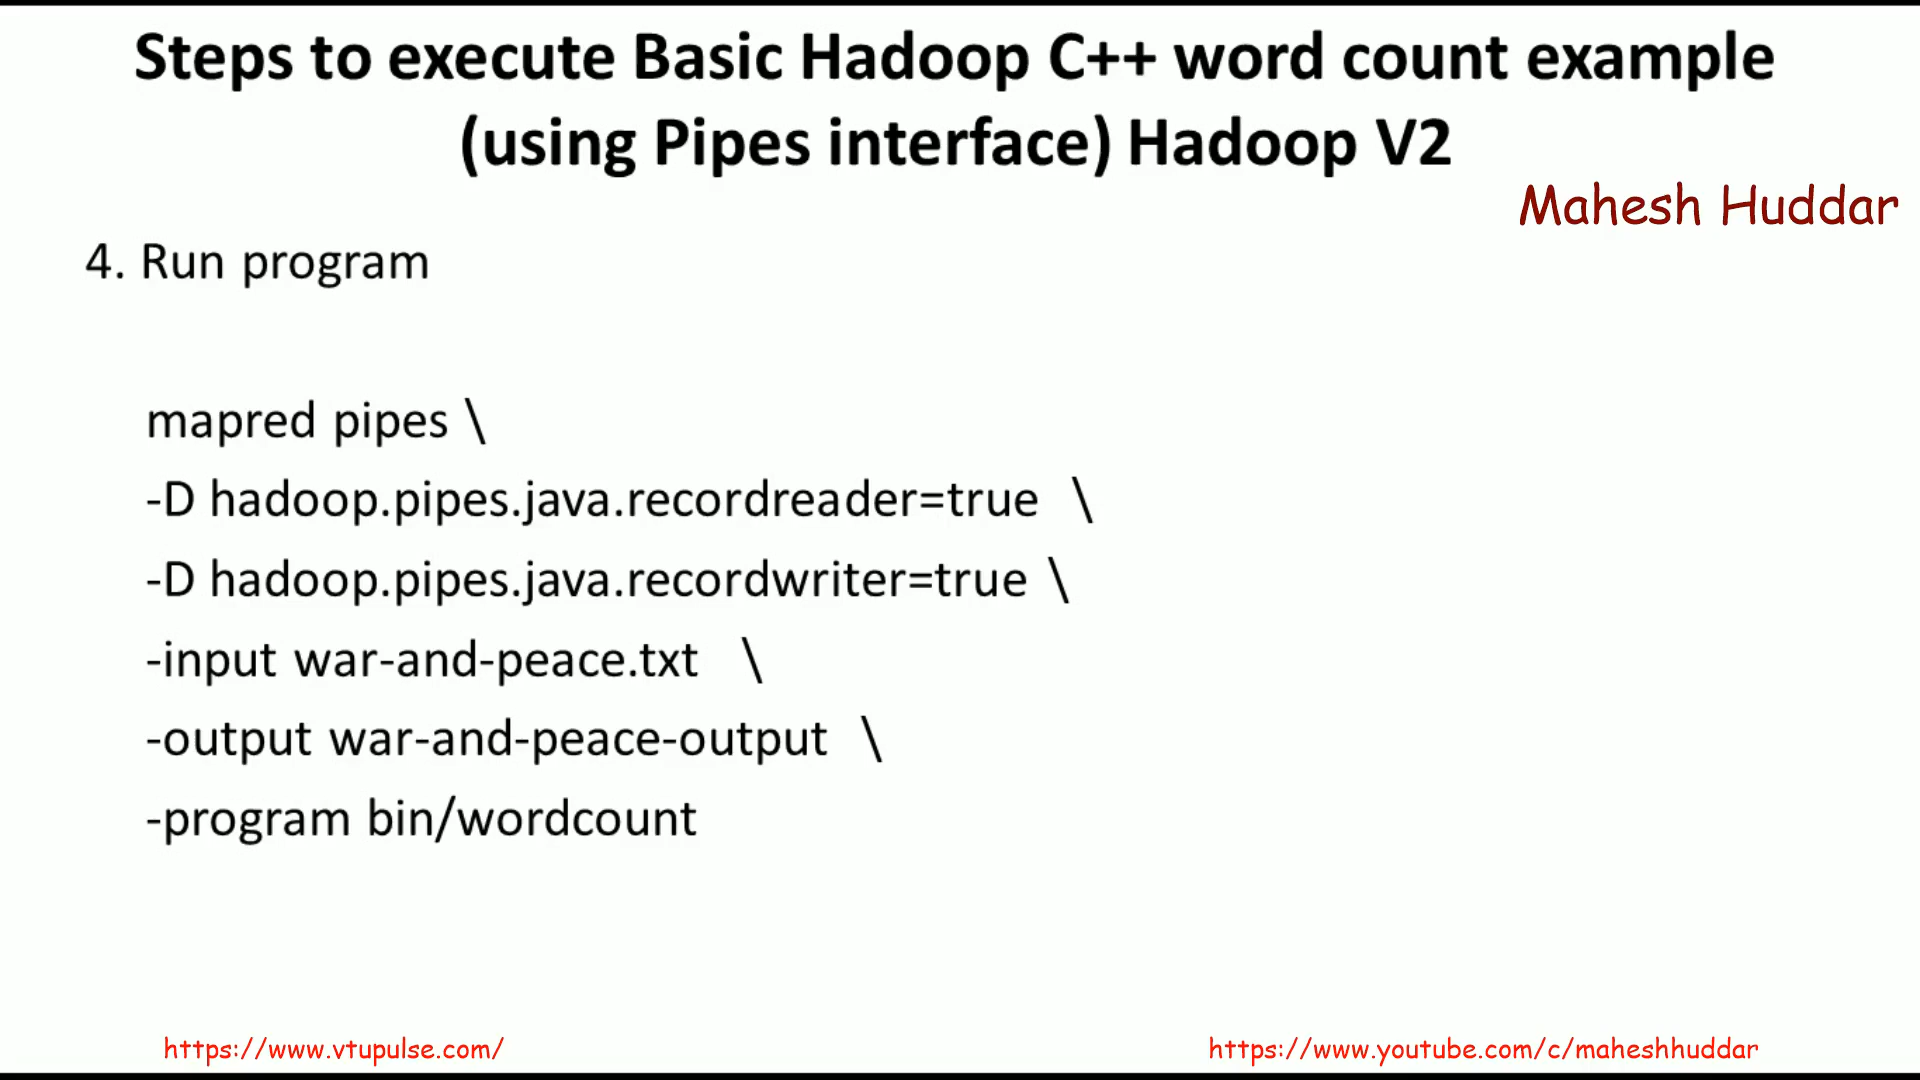 Steps to execute Basic Hadoop C++ word count example
(using Pipes interface) Hadoop V2
Mahesh Huddar
4. Run program
mapred pipes \
-D hadoop.pipes.java.recordreader=true \
-D hadoop.pipes.java.recordwriter=true \
-input war-and-peace.txt \
-output war-and-peace-output \
-program bin/wordcount
https://www.vtupulse.com/
https://www.youtube.com/c/maheshhuddar